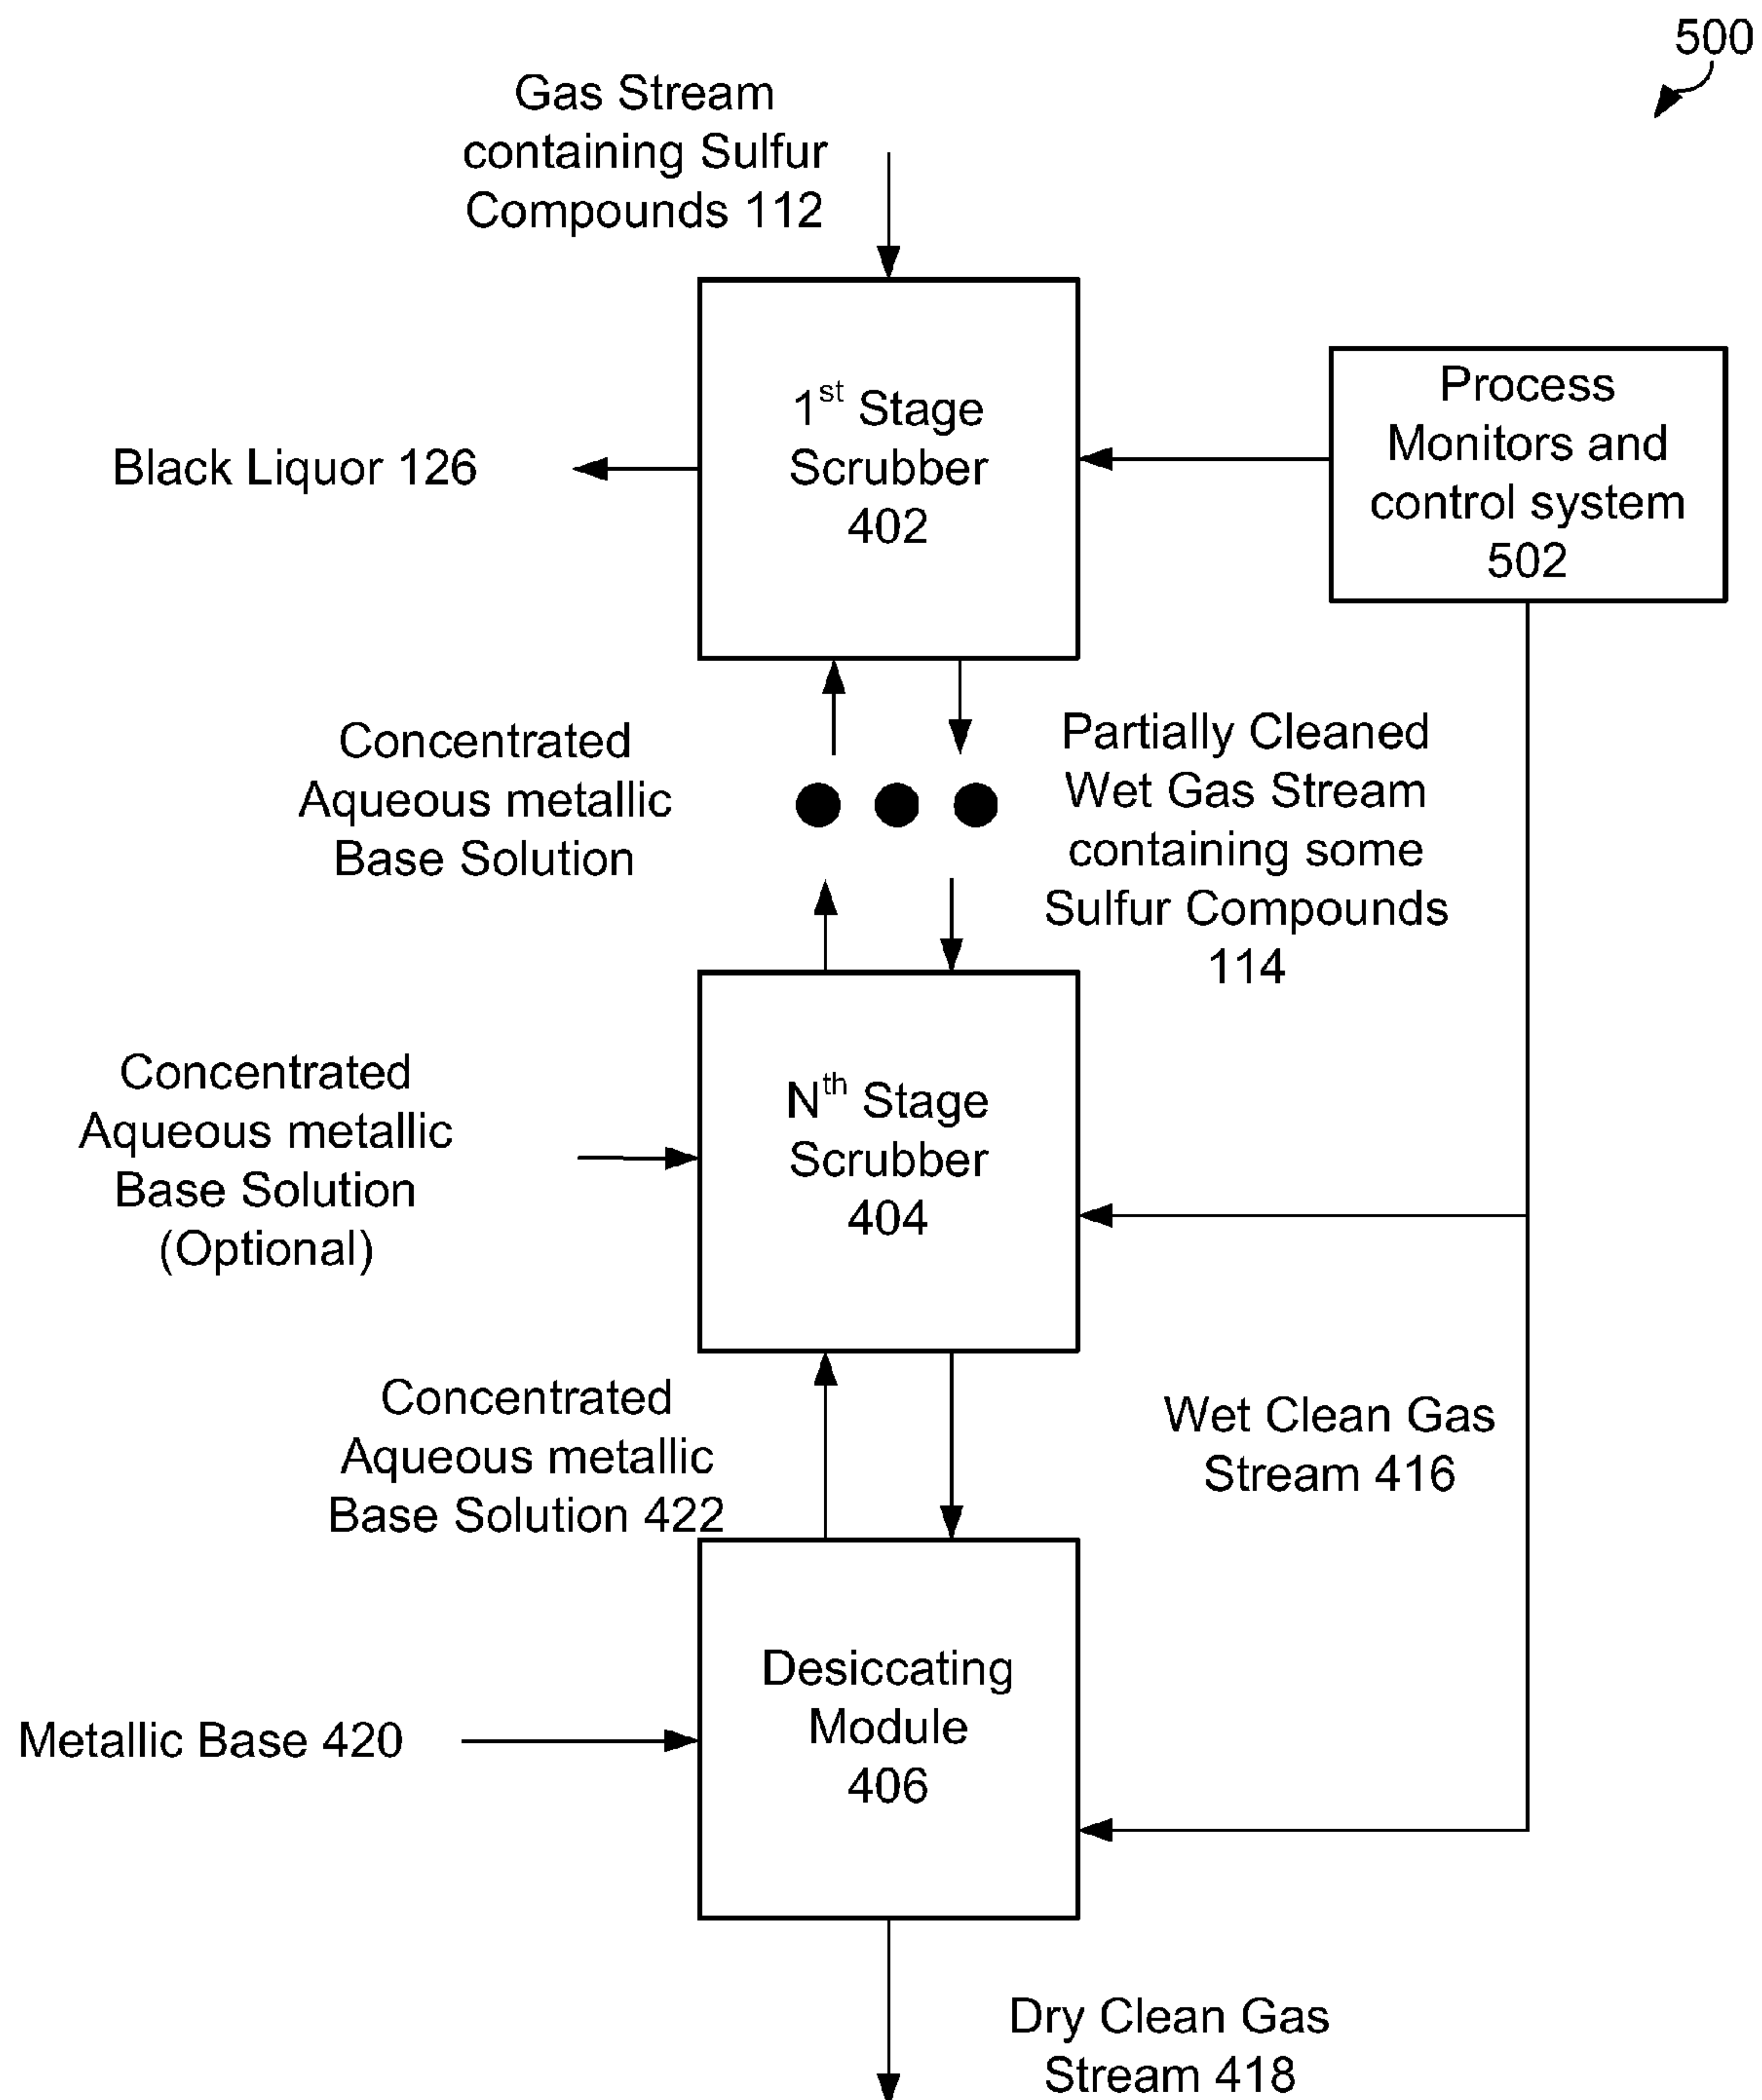 500
Gas Stream
containing Sulfur
Compounds 112
1st Stage
Scrubber
402
Process
Monitors and
control system
502
Black Liquor 126
Concentrated
Aqueous metallic
Base Solution
Partially Cleaned
Wet Gas Stream
containing some
Sulfur Compounds
114
Concentrated
Aqueous metallic
Base Solution
(Optional)
Nth Stage
Scrubber
404
Concentrated
Aqueous metallic
Base Solution 422
Wet Clean Gas
Stream 416
Desiccating
Module
406
Metallic Base 420
Dry Clean Gas
Stream 418